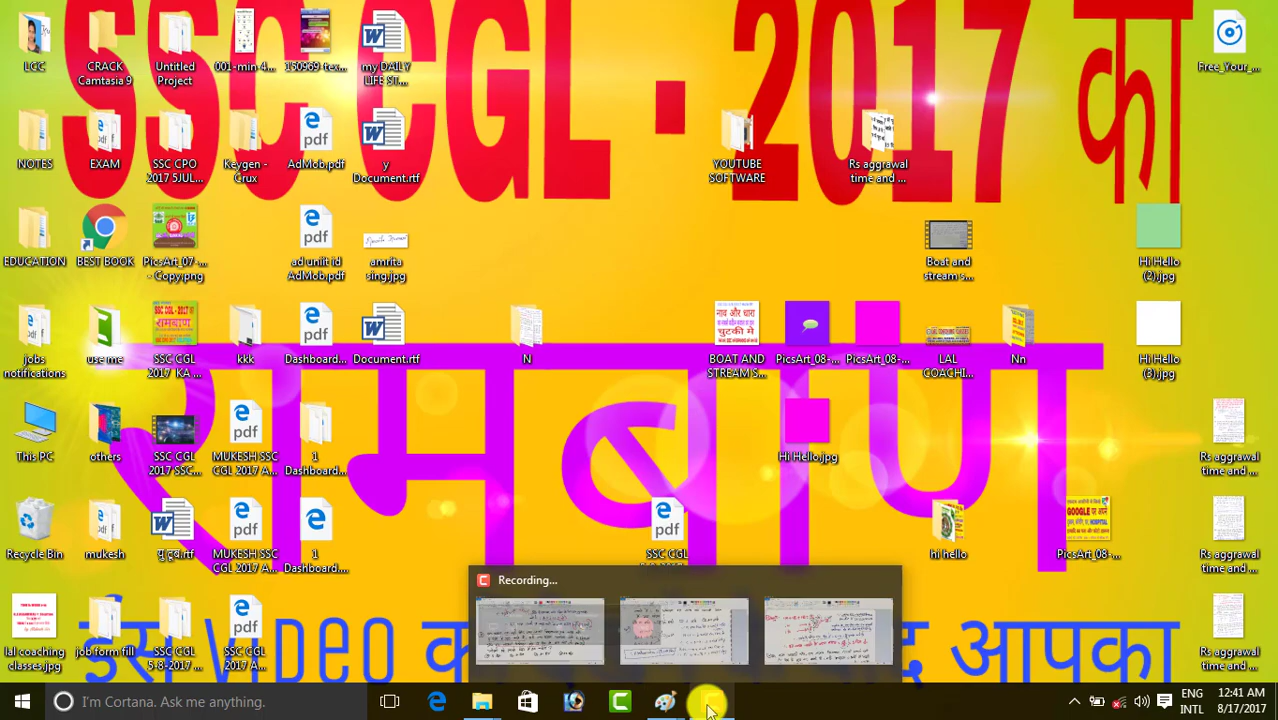 SSC CGL - 2017 का
रामबाण
इस VIDEO क
द आपका
LCC
CRACK Camtasia 9
Untitled Project
001-min-4...
150969-tex...
my DAILY LIFE ST...
Free_Your_...
NOTES
EXAM
SSC CPO 2017 5JUL...
Keygen - Crux
AdMob.pdf
y Document.rtf
YOUTUBE SOFTWARE
Rs aggrawal time and ...
EDUCATION
BEST BOOK
PicsArt_07-... - Copy.png
ad uniit id AdMob.pdf
amrita sing.jpg
Boat and stream s...
Hi Hello (2).jpg
jobs notifications
use me
SSC CGL 2017 KA ...
kkk
Dashboard...
Document.rtf
N
BOAT AND STREAM S...
PicsArt_08-...
PicsArt_08-...
LAL COACHI...
Nn
Hi Hello (3).jpg
This PC
others
SSC CGL 2017 SSC...
MUKESH SSC CGL 2017 A...
1 Dashboard...
Hi Hello.jpg
Rs aggrawal time and ...
Recycle Bin
mukesh
यु टूब.rtf
MUKESH SSC CGL 2017 A...
1 Dashboard....
SSC CGL
hi hello
PicsArt_08-...
Rs aggrawal time and ...
Recording...
lal coaching classes.jpg
job form fill
SSC CGL 5-8-2017 ...
SSC CGL 2017 A...
Rs aggrawal time and ...
I'm Cortana. Ask me anything.
ENG INTL
12:41 AM
8/17/2017